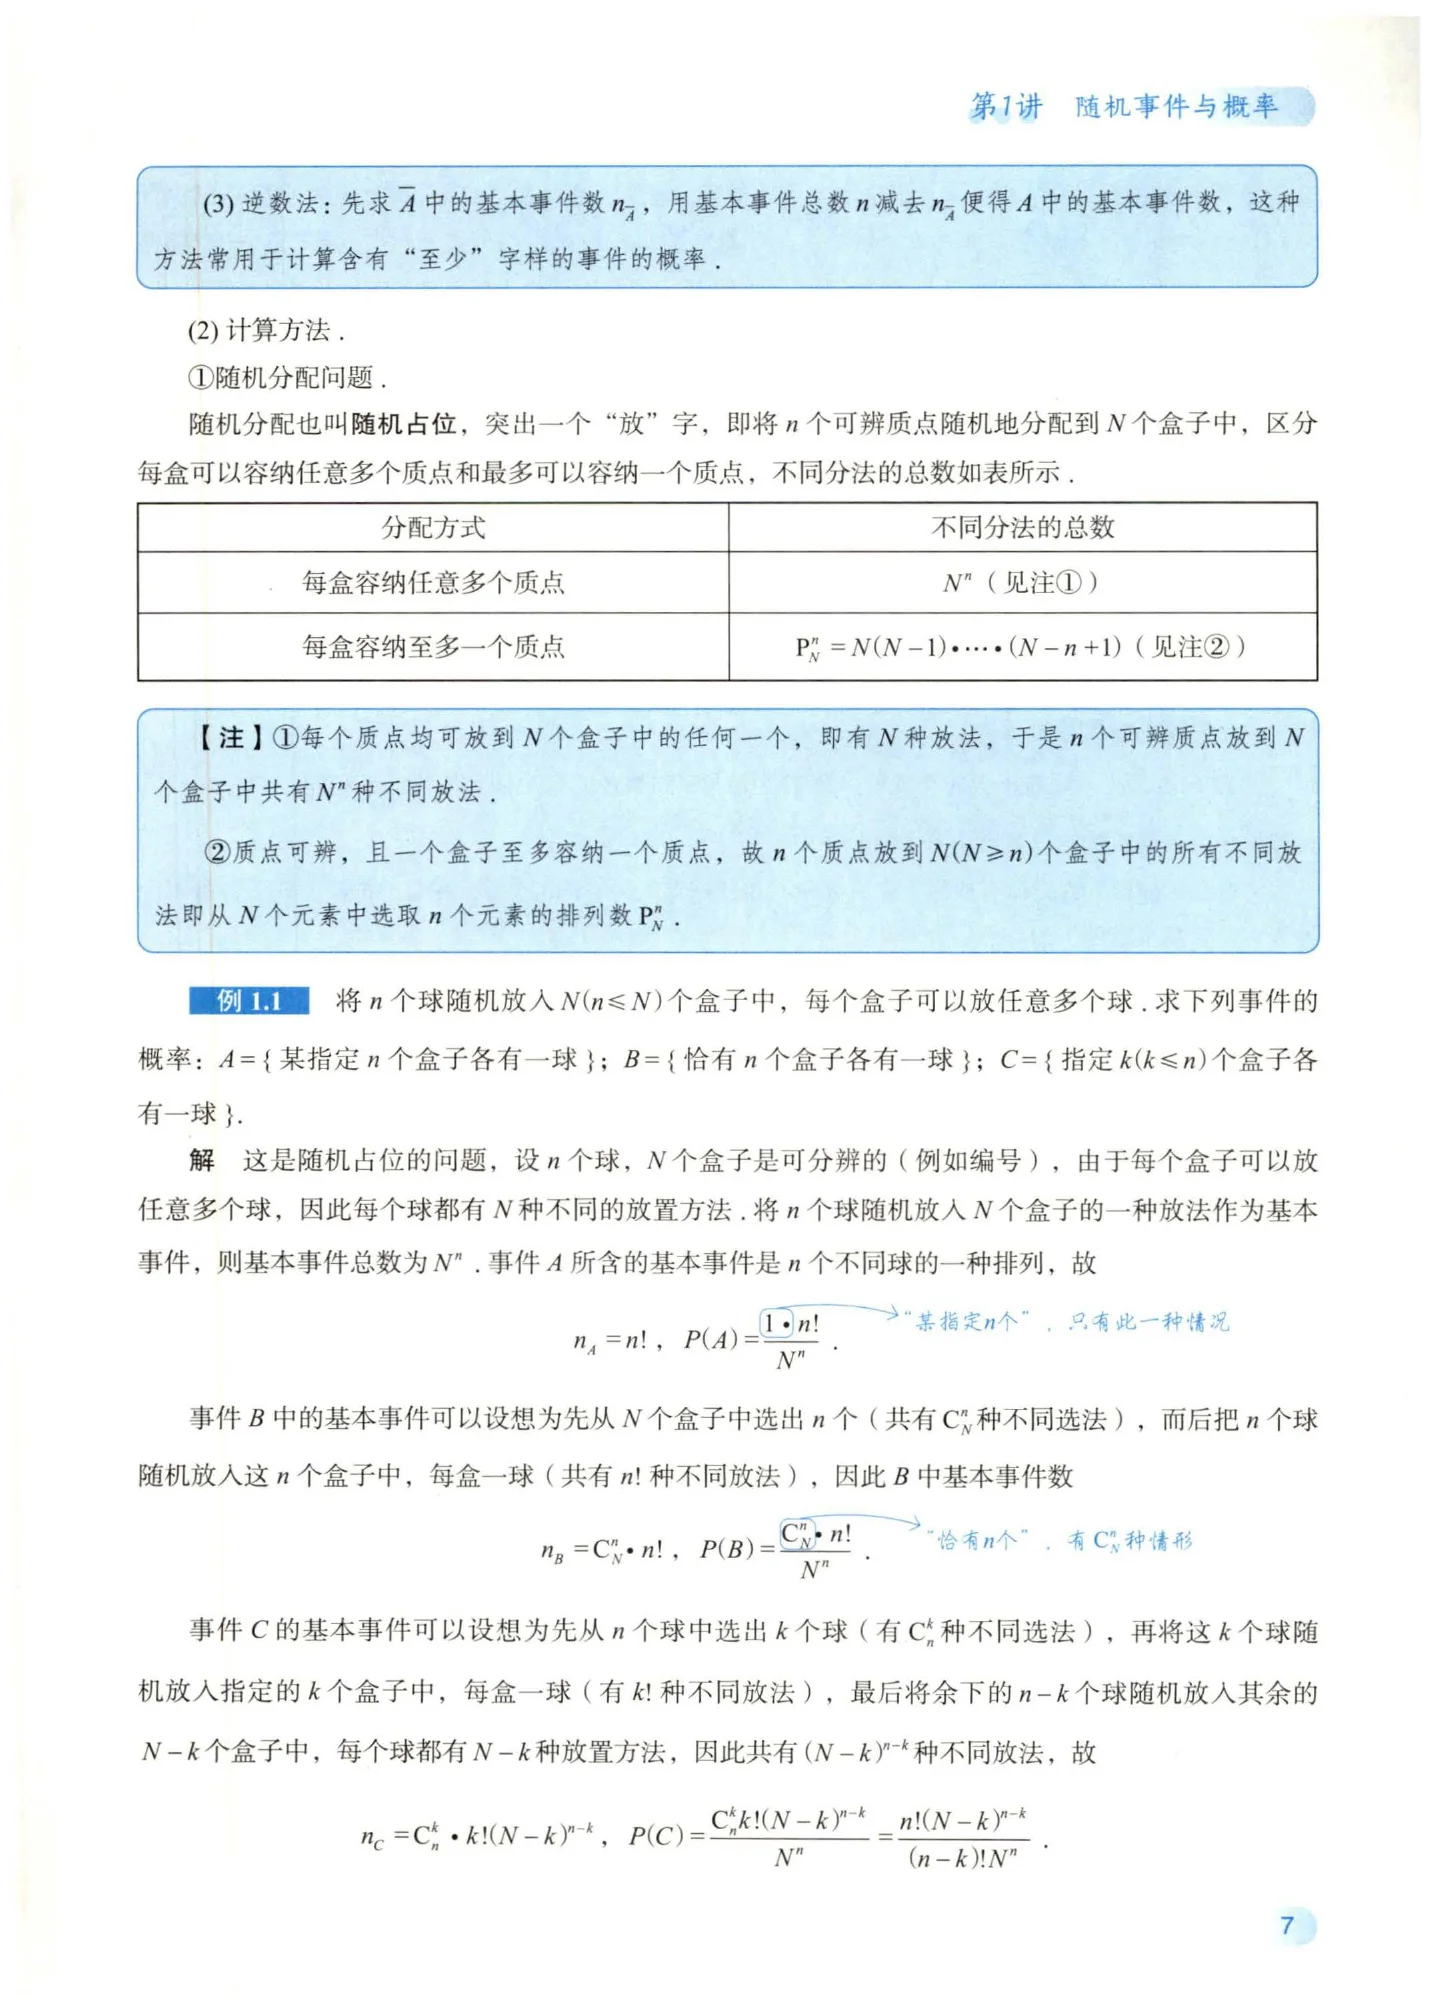 第1讲 随机事件与概率
(3) 逆数法：先求 A̅ 中的基本事件数 n_A̅，用基本事件总数 n 减去 n_A̅ 便得 A 中的基本事件数，这种
方法常用于计算含有“至少”字样的事件的概率．
(2) 计算方法．
①随机分配问题．
随机分配也叫随机占位，突出一个“放”字，即将 n 个可辨质点随机地分配到 N 个盒子中，区分
每盒可以容纳任意多个质点和最多可以容纳一个质点，不同分法的总数如表所示．
分配方式 不同分法的总数
每盒容纳任意多个质点 Nⁿ（见注①）
每盒容纳至多一个质点 P_N^n = N(N−1)•⋯•(N−n+1)（见注②）
【注】①每个质点均可放到 N 个盒子中的任何一个，即有 N 种放法，于是 n 个可辨质点放到 N
个盒子中共有 Nⁿ 种不同放法．
②质点可辨，且一个盒子至多容纳一个质点，故 n 个质点放到 N(N⩾n)个盒子中的所有不同放
法即从 N 个元素中选取 n 个元素的排列数 P_N^n．
例 1.1 将 n 个球随机放入 N(n⩽N)个盒子中，每个盒子可以放任意多个球．求下列事件的
概率：A={某指定 n 个盒子各有一球}；B={恰有 n 个盒子各有一球}；C={指定 k(k⩽n)个盒子各
有一球}.
解 这是随机占位的问题，设 n 个球，N 个盒子是可分辨的（例如编号），由于每个盒子可以放
任意多个球，因此每个球都有 N 种不同的放置方法．将 n 个球随机放入 N 个盒子的一种放法作为基本
事件，则基本事件总数为 Nⁿ．事件 A 所含的基本事件是 n 个不同球的一种排列，故
n_A = n!，P(A) = (1•n!)/Nⁿ． “某指定n个”，只有此一种情况
事件 B 中的基本事件可以设想为先从 N 个盒子中选出 n 个（共有 C_N^n 种不同选法），而后把 n 个球
随机放入这 n 个盒子中，每盒一球（共有 n! 种不同放法），因此 B 中基本事件数
n_B = C_N^n•n!，P(B) = (C_N^n•n!)/Nⁿ． “恰有n个”，有 C_N^n 种情形
事件 C 的基本事件可以设想为先从 n 个球中选出 k 个球（有 C_n^k 种不同选法），再将这 k 个球随
机放入指定的 k 个盒子中，每盒一球（有 k! 种不同放法），最后将余下的 n−k 个球随机放入其余的
N−k 个盒子中，每个球都有 N−k 种放置方法，因此共有 (N−k)^{n−k} 种不同放法，故
n_C = C_n^k•k!(N−k)^{n−k}，P(C) = (C_n^k k!(N−k)^{n−k})/Nⁿ = (n!(N−k)^{n−k})/((n−k)!Nⁿ)．
7